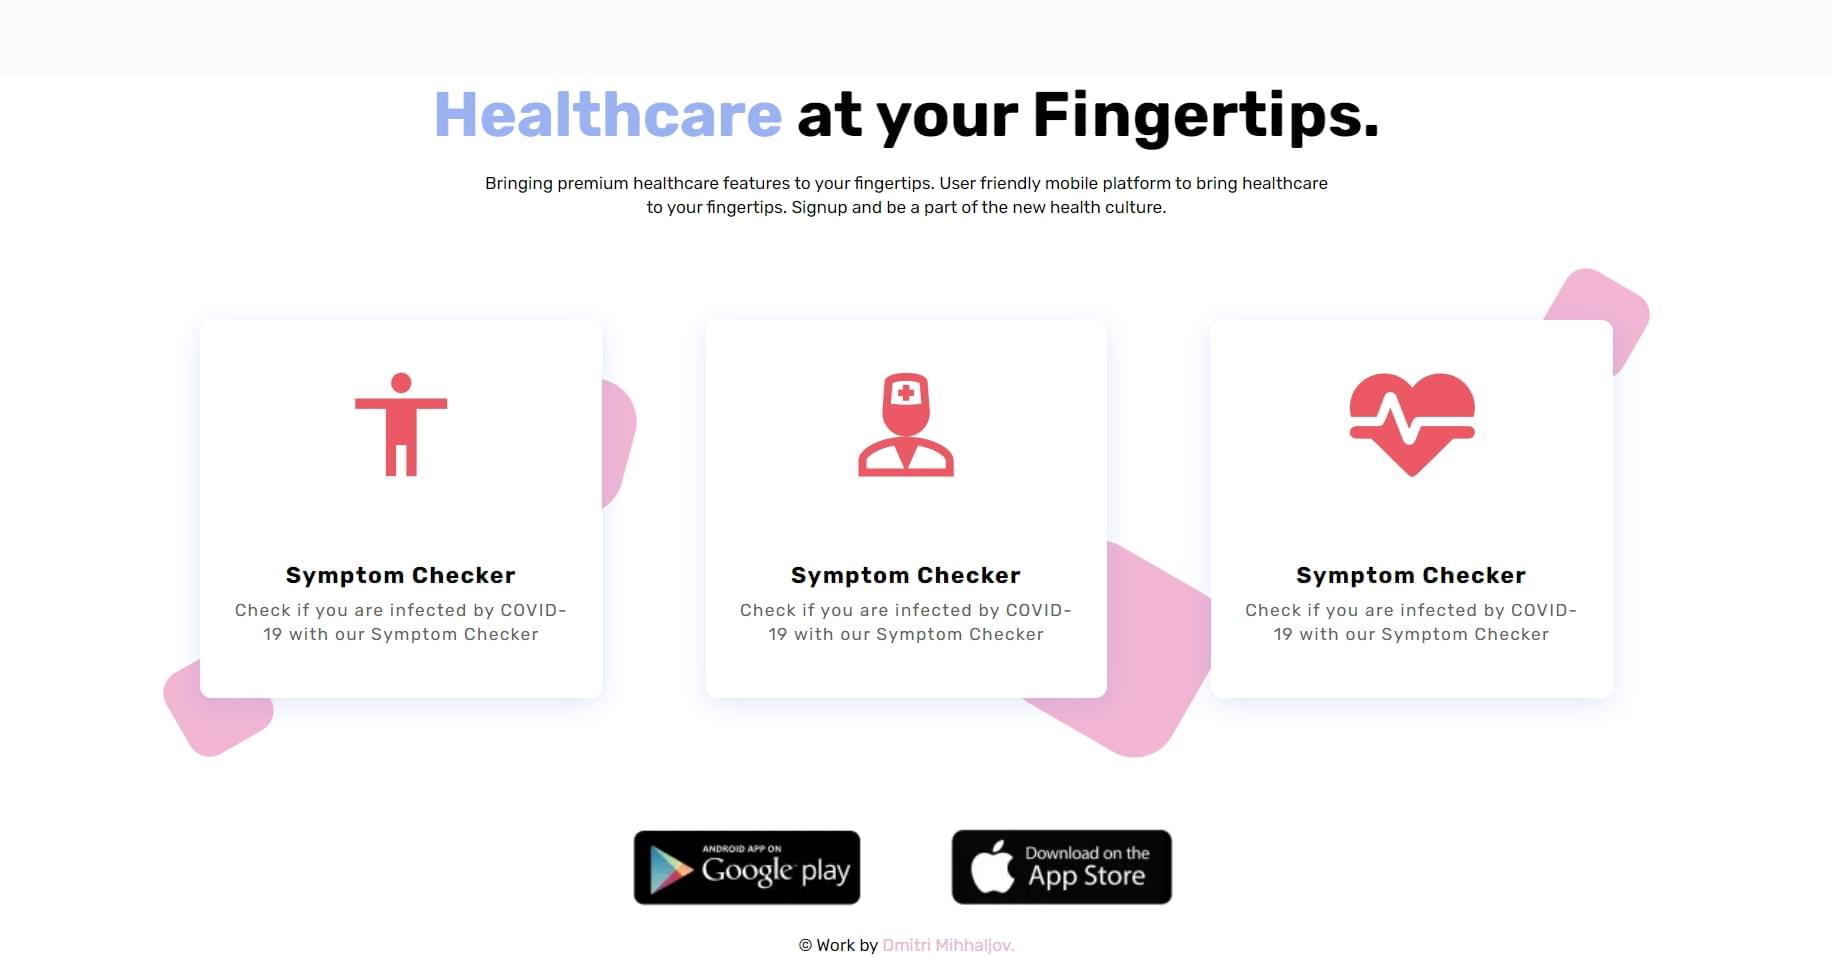 Healthcare at your Fingertips.
Bringing premium healthcare features to your fingertips. User friendly mobile platform to bring healthcare
to your fingertips. Signup and be a part of the new health culture.
Symptom Checker
Check if you are infected by COVID-
19 with our Symptom Checker
Symptom Checker
Check if you are infected by COVID-
19 with our Symptom Checker
Symptom Checker
Check if you are infected by COVID-
19 with our Symptom Checker
ANDROID APP ON
Google play
Download on the
App Store
© Work by Dmitri Mihhaljov.